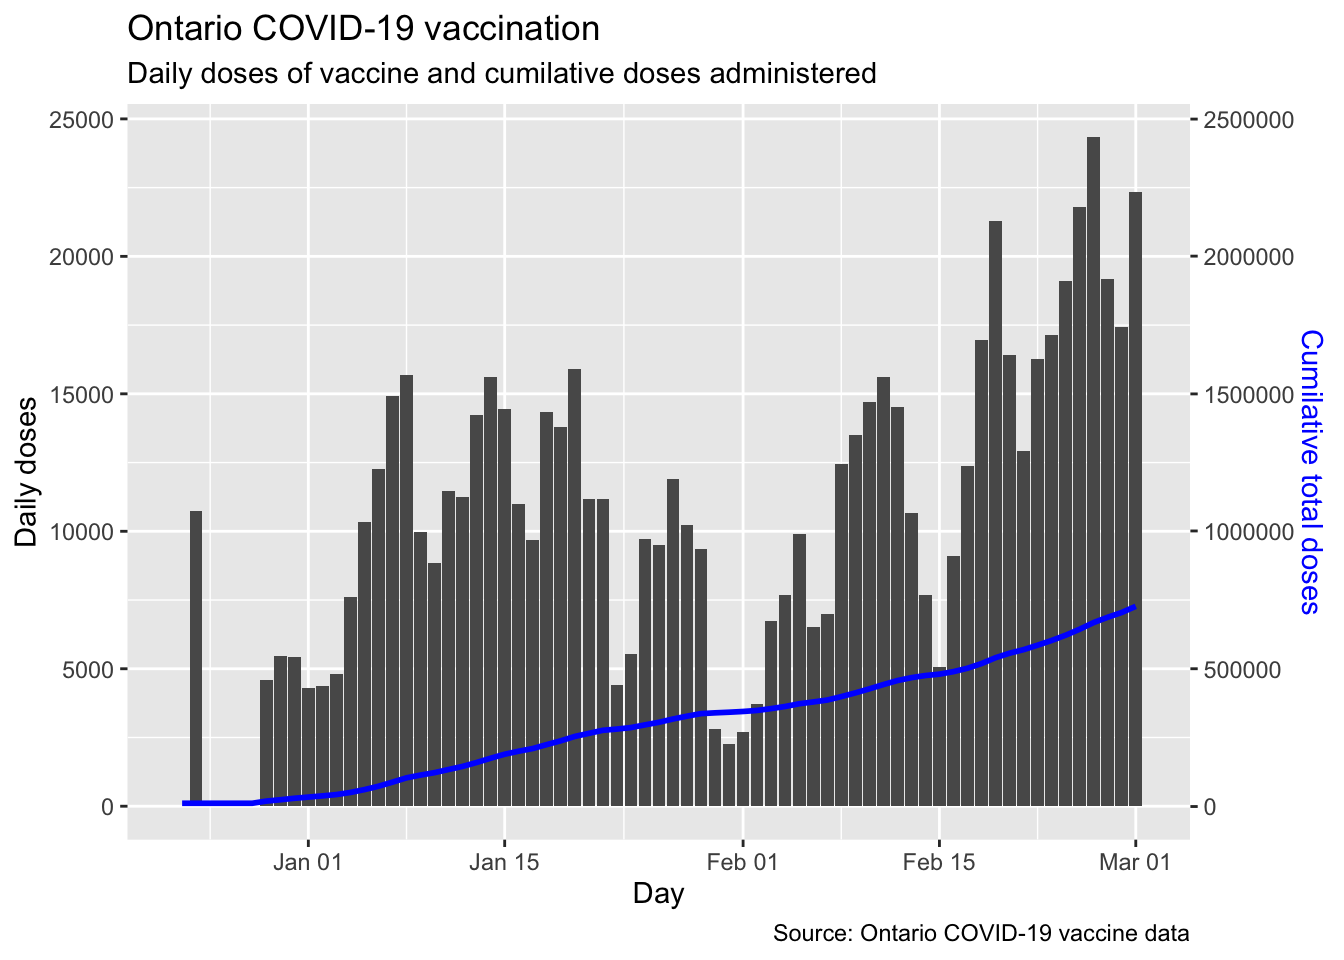 Ontario COVID-19 vaccination
Daily doses of vaccine and cumilative doses administered
25000
20000
15000
10000
5000
0
Daily doses
2500000
2000000
1500000
1000000
500000
0
Cumilative total doses
Jan 01
Jan 15
Feb 01
Feb 15
Mar 01
Day
Source: Ontario COVID-19 vaccine data